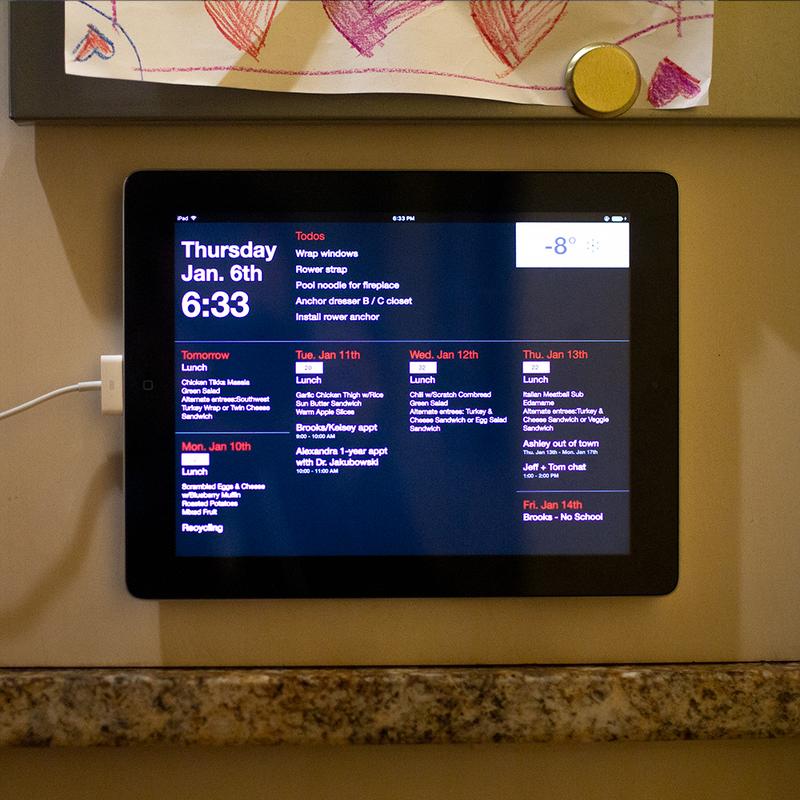 iPad
6:33 PM
Thursday
Jan. 6th
6:33
Todos
Wrap windows
Rower strap
Pool noodle for fireplace
Anchor dresser B / C closet
Install rower anchor
-8°
Tomorrow
Lunch
Chicken Tikka Masala
Green Salad
Alternate entrees:Southwest
Turkey Wrap or Twin Cheese
Sandwich
Mon. Jan 10th
Lunch
Scrambled Eggs & Cheese
w/Blueberry Muffin
Roasted Potatoes
Mixed Fruit
Recycling
Tue. Jan 11th
20
Lunch
Garlic Chicken Thigh w/Rice
Sun Butter Sandwich
Warm Apple Slices
Brooks/Kelsey appt
9:00 - 10:00 AM
Alexandra 1-year appt
with Dr. Jakubowski
10:00 - 11:00 AM
Wed. Jan 12th
32
Lunch
Chili w/Scratch Cornbread
Green Salad
Alternate entrees: Turkey &
Cheese Sandwich or Egg Salad
Sandwich
Thu. Jan 13th
22
Lunch
Italian Meatball Sub
Edamame
Alternate entrees:Turkey &
Cheese Sandwich or Veggie
Sandwich
Ashley out of town
Thu. Jan 13th - Mon. Jan 17th
Jeff + Tom chat
1:00 - 2:00 PM
Fri. Jan 14th
Brooks - No School